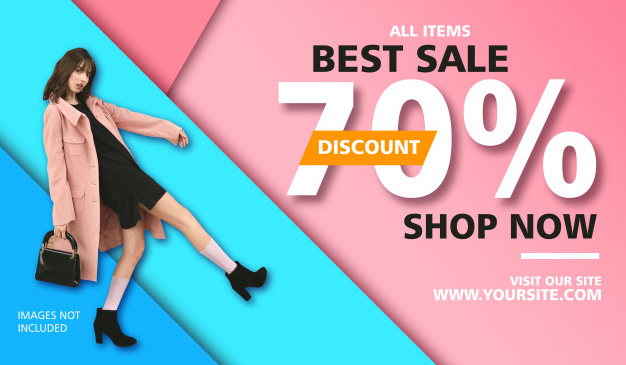 ALL ITEMS
BEST SALE
70%
DISCOUNT
SHOP NOW
VISIT OUR SITE
WWW.YOURSITE.COM
IMAGES NOT
INCLUDED